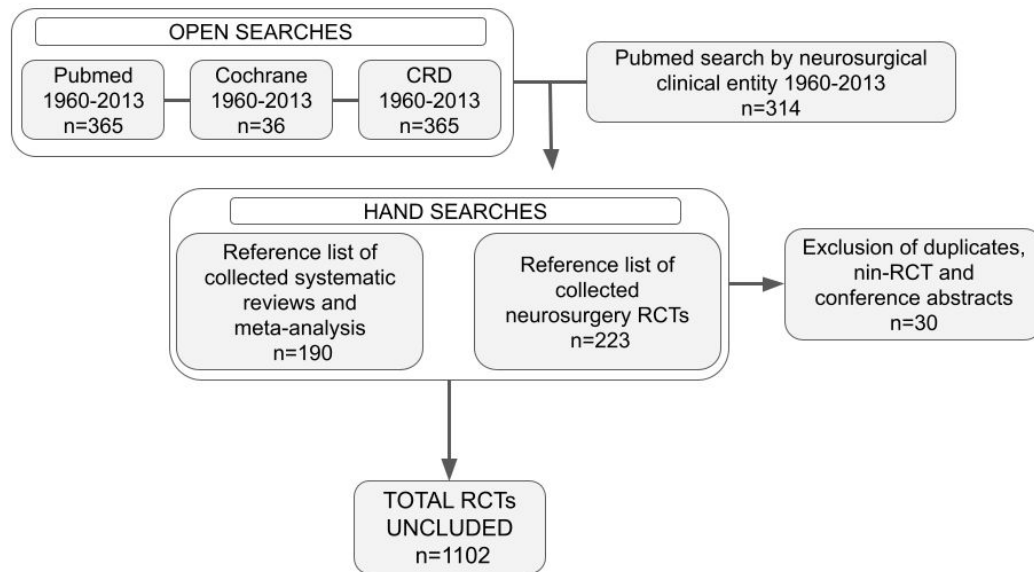 OPEN SEARCHES
Pubmed
1960-2013
n=365
Cochrane
1960-2013
n=36
CRD
1960-2013
n=365
Pubmed search by neurosurgical
clinical entity 1960-2013
n=314
HAND SEARCHES
Reference list of
collected systematic
reviews and
meta-analysis
n=190
Reference list of
collected
neurosurgery RCTs
n=223
Exclusion of duplicates,
nin-RCT and
conference abstracts
n=30
TOTAL RCTs
UNCLUDED
n=1102